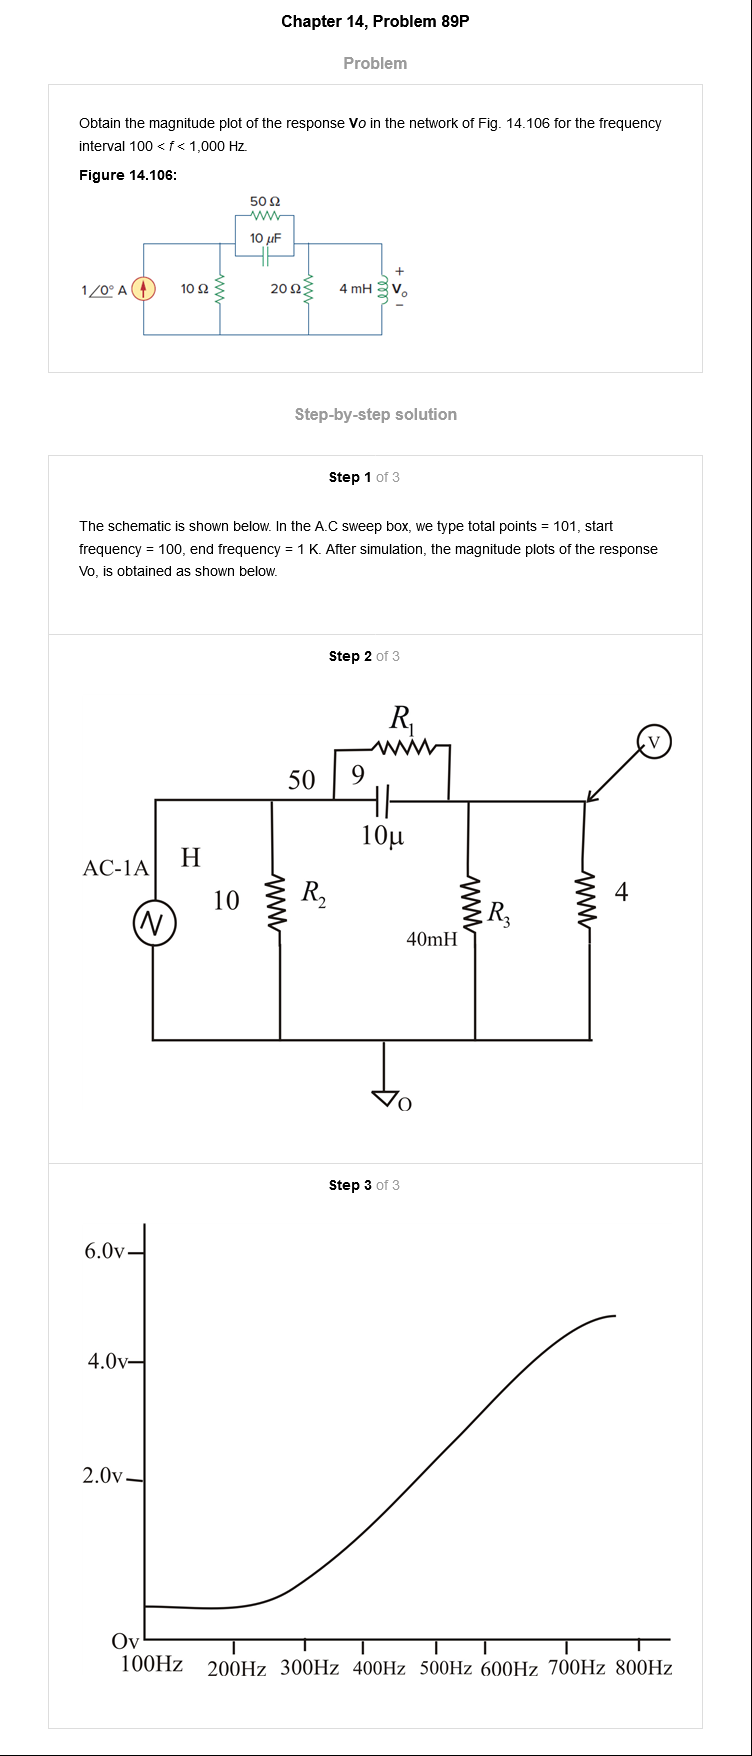 Chapter 14, Problem 89P
Problem
Obtain the magnitude plot of the response Vo in the network of Fig. 14.106 for the frequency
interval 100 < f < 1,000 Hz.
Figure 14.106:
50 Ω
10 μF
1∠0° A
10 Ω
20 Ω
4 mH
+
Vo
−
Step-by-step solution
Step 1 of 3
The schematic is shown below. In the A.C sweep box, we type total points = 101, start
frequency = 100, end frequency = 1 K. After simulation, the magnitude plots of the response
Vo, is obtained as shown below.
Step 2 of 3
R1
V
50
9
10μ
H
AC-1A
10
R2
R3
4
40mH
O
Step 3 of 3
6.0v
4.0v
2.0v
Ov
100Hz 200Hz 300Hz 400Hz 500Hz 600Hz 700Hz 800Hz